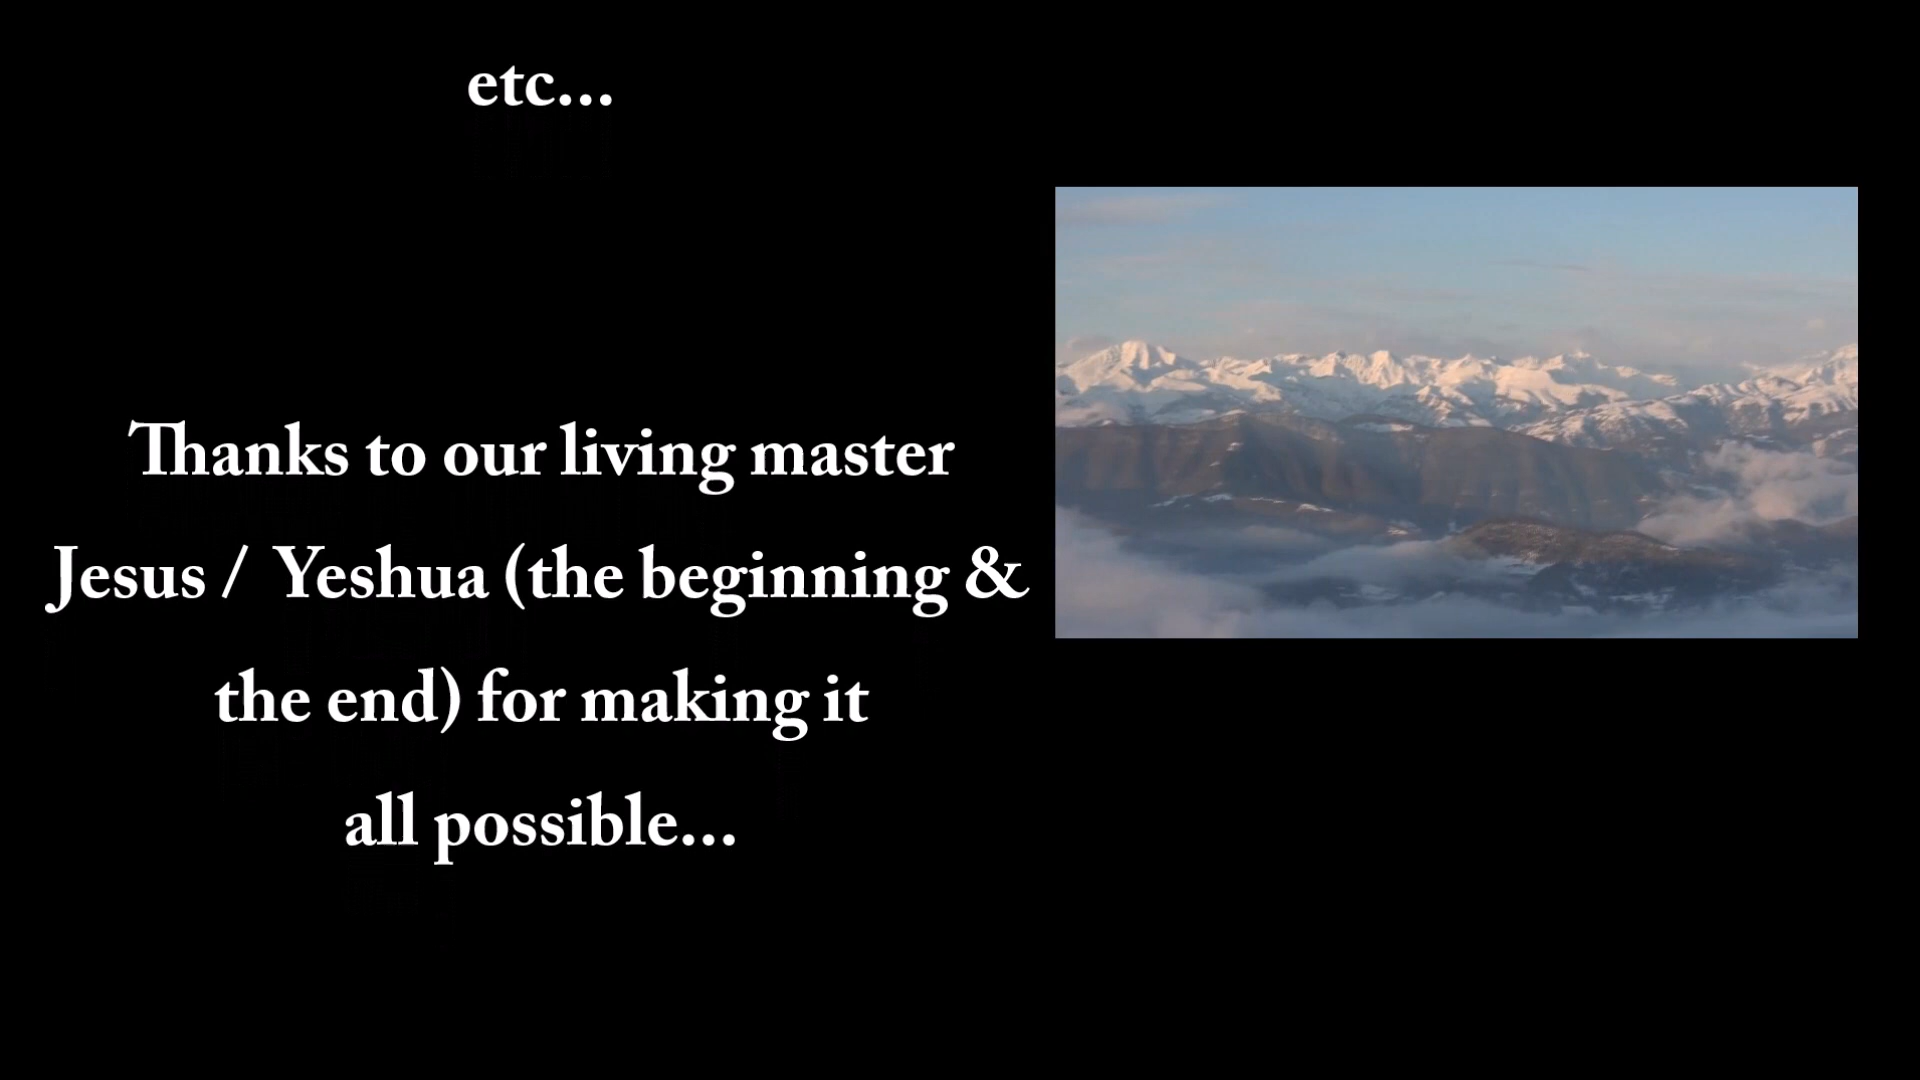 etc...
Thanks to our living master
Jesus / Yeshua (the beginning &
the end) for making it
all possible...